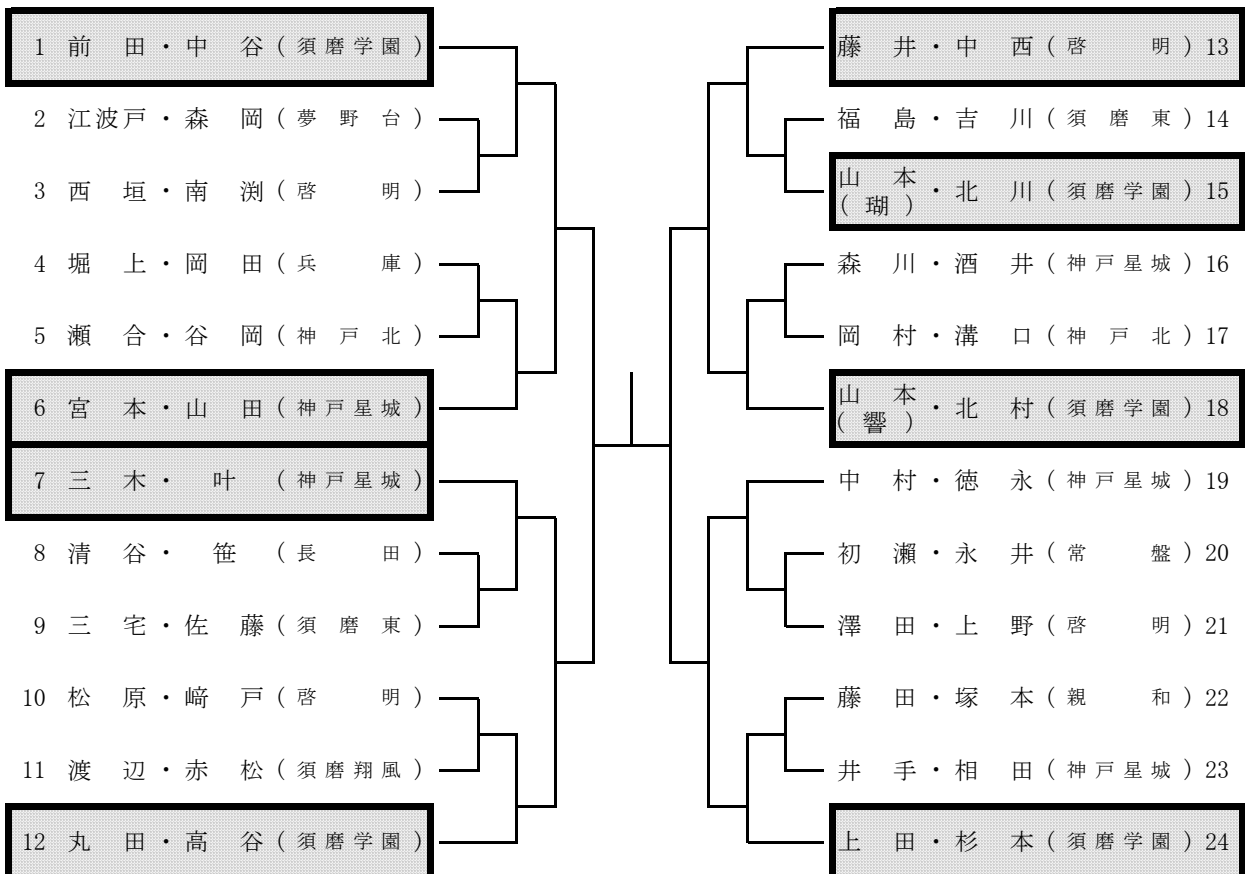 1 前田・中谷(須磨学園)
2 江波戸・森岡(夢野台)
3 西垣・南渕(啓明)
4 堀上・岡田(兵庫)
5 瀬合・谷岡(神戸北)
6 宮本・山田(神戸星城)
7 三木・叶(神戸星城)
8 清谷・笹(長田)
9 三宅・佐藤(須磨東)
10 松原・﨑戸(啓明)
11 渡辺・赤松(須磨翔風)
12 丸田・高谷(須磨学園)
藤井・中西(啓明)13
福島・吉川(須磨東)14
山本(瑚)・北川(須磨学園)15
森川・酒井(神戸星城)16
岡村・溝口(神戸北)17
山本(響)・北村(須磨学園)18
中村・徳永(神戸星城)19
初瀬・永井(常盤)20
澤田・上野(啓明)21
藤田・塚本(親和)22
井手・相田(神戸星城)23
上田・杉本(須磨学園)24